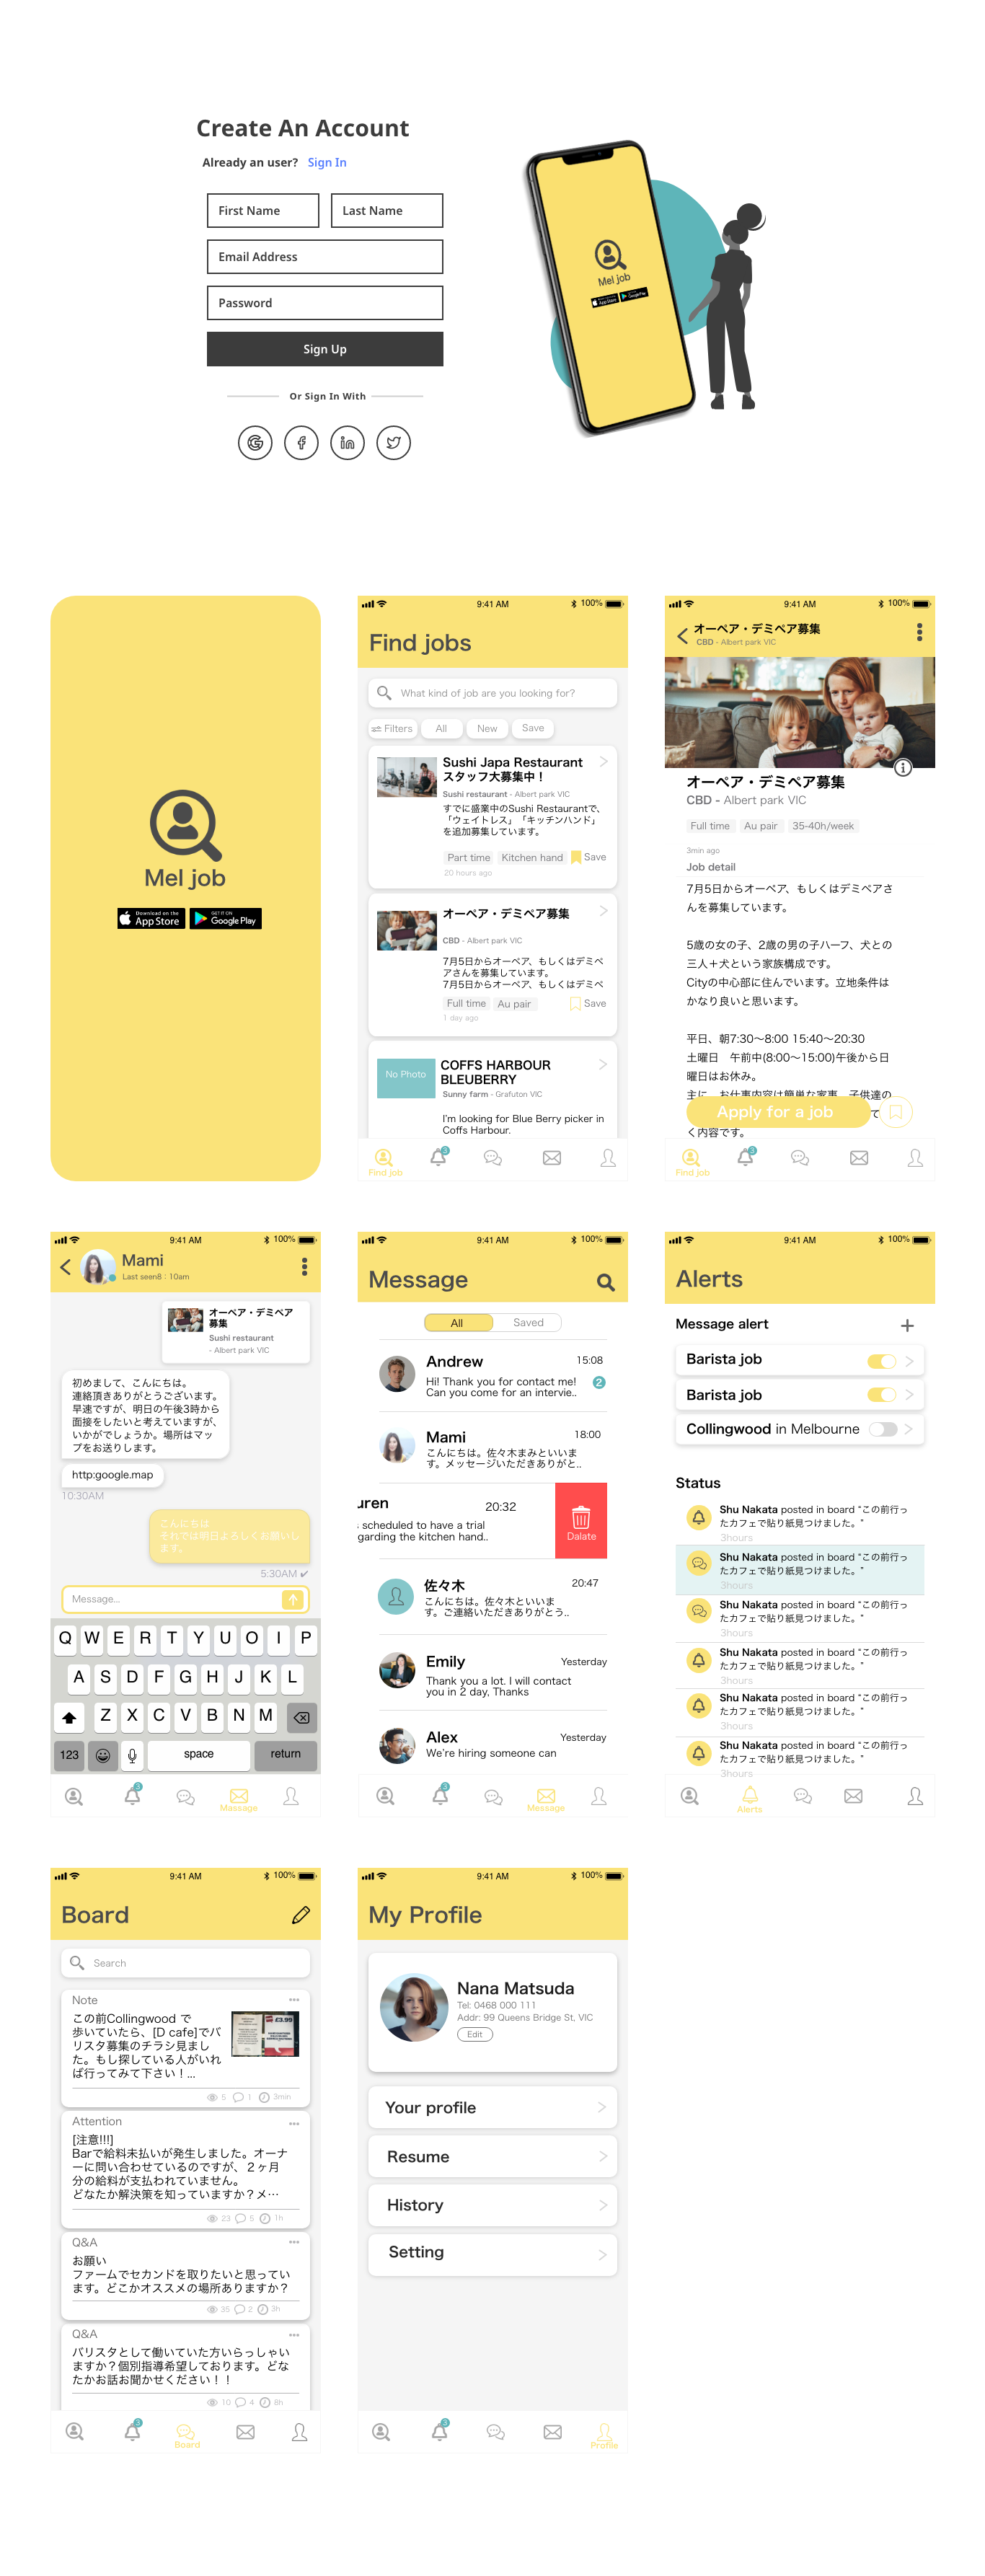 Create An Account
Already an user? Sign In
First Name Last Name
Email Address
Password
Sign Up
Or Sign In With
Mel job
App Store Google Play
Mel job
Download on the App Store
GET IT ON Google Play
9:41 AM 100%
Find jobs
What kind of job are you looking for?
Filters All New Save
Sushi Japa Restaurant
スタッフ大募集中！
Sushi restaurant - Albert park VIC
すでに盛業中のSushi Restaurantで、
「ウェイトレス」「キッチンハンド」
を追加募集しています。
Part time Kitchen hand Save
20 hours ago
オーペア・デミペア募集
CBD - Albert park VIC
7月5日からオーペア、もしくはデミペ
アさんを募集しています。
7月5日からオーペア、もしくはデミペ
Full time Au pair Save
1 day ago
No Photo
COFFS HARBOUR
BLEUBERRY
Sunny farm - Grafuton VIC
I'm looking for Blue Berry picker in
Coffs Harbour.
3
Find job
9:41 AM 100%
オーペア・デミペア募集
CBD - Albert park VIC
オーペア・デミペア募集
CBD - Albert park VIC
Full time Au pair 35-40h/week
3min ago
Job detail
7月5日からオーペア、もしくはデミペアさ
んを募集しています。
5歳の女の子、2歳の男の子ハーフ、犬との
三人＋犬という家族構成です。
Cityの中心部に住んでいます。立地条件は
かなり良いと思います。
平日、朝7:30〜8:00 15:40〜20:30
土曜日　午前中(8:00〜15:00)午後から日
曜日はお休み。
主に、お仕事内容は簡単な家事、子供達の
Apply for a job
て
く内容です。
3
Find job
9:41 AM 100%
Mami
Last seen8：10am
オーペア・デミペア
募集
Sushi restaurant
- Albert park VIC
初めまして、こんにちは。
連絡頂きありがとうございます。
早速ですが、明日の午後3時から
面接をしたいと考えていますが、
いかがでしょうか。場所はマッ
プをお送りします。
http:google.map
10:30AM
こんにちは
それでは明日よろしくお願いし
ます。
5:30AM ✔
Message...
Q W E R T Y U O I P
A S D F G H J K L
Z X C V B N M
123 space return
3
Massage
9:41 AM 100%
Message
All Saved
Andrew 15:08
Hi! Thank you for contact me! 2
Can you come for an intervie..
Mami 18:00
こんにちは。佐々木まみといいま
す。メッセージいただきありがと..
uren 20:32
scheduled to have a trial
garding the kitchen hand..
Dalate
佐々木 20:47
こんにちは。佐々木といいま
す。ご連絡いただきありがとう..
Emily Yesterday
Thank you a lot. I will contact
you in 2 day, Thanks
Alex Yesterday
We're hiring someone can
3
Message
9:41 AM 100%
Alerts
Message alert +
Barista job
Barista job
Collingwood in Melbourne
Status
Shu Nakata posted in board "この前行っ
たカフェで貼り紙見つけました。"
3hours
Shu Nakata posted in board "この前行っ
たカフェで貼り紙見つけました。"
3hours
Shu Nakata posted in board "この前行っ
たカフェで貼り紙見つけました。"
3hours
Shu Nakata posted in board "この前行っ
たカフェで貼り紙見つけました。"
3hours
Shu Nakata posted in board "この前行っ
たカフェで貼り紙見つけました。"
3hours
Shu Nakata posted in board "この前行っ
たカフェで貼り紙見つけました。"
3hours
Alerts
9:41 AM 100%
Board
Search
Note
この前Collingwood で
歩いていたら、[D cafe]でバ
リスタ募集のチラシ見まし
た。もし探している人がいれ
ば行ってみて下さい！...
£3.99
5 1 3min
Attention
[注意!!!]
Barで給料未払いが発生しました。オーナ
ーに問い合わせているのですが、２ヶ月
分の給料が支払われていません。
どなたか解決策を知っていますか？メ…
23 5 1h
Q&A
お願い
ファームでセカンドを取りたいと思ってい
ます。どこかオススメの場所ありますか？
35 2 3h
Q&A
バリスタとして働いていた方いらっしゃい
ますか？個別指導希望しております。どな
たかお話お聞かせください！！
10 4 8h
3
Board
9:41 AM 100%
My Profile
Nana Matsuda
Tel: 0468 000 111
Addr: 99 Queens Bridge St, VIC
Edit
Your profile
Resume
History
Setting
3
Profile